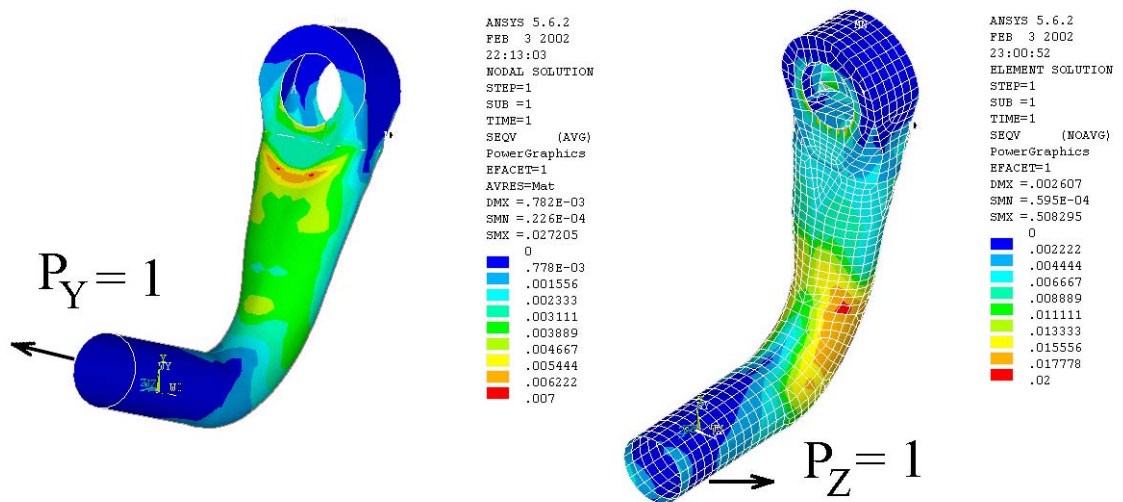 ANSYS 5.6.2
FEB 3 2002
22:13:03
NODAL SOLUTION
STEP=1
SUB =1
TIME=1
SEQV (AVG)
PowerGraphics
EFACET=1
AVRES=Mat
DMX =.782E-03
SMN =.226E-04
SMX =.027205
0
.778E-03
.001556
.002333
.003111
.003889
.004667
.005444
.006222
.007
P_Y = 1
ANSYS 5.6.2
FEB 3 2002
23:00:52
ELEMENT SOLUTION
STEP=1
SUB =1
TIME=1
SEQV (NOAVG)
PowerGraphics
EFACET=1
DMX =.002607
SMN =.595E-04
SMX =.508295
0
.002222
.004444
.006667
.008889
.011111
.013333
.015556
.017778
.02
P_Z = 1